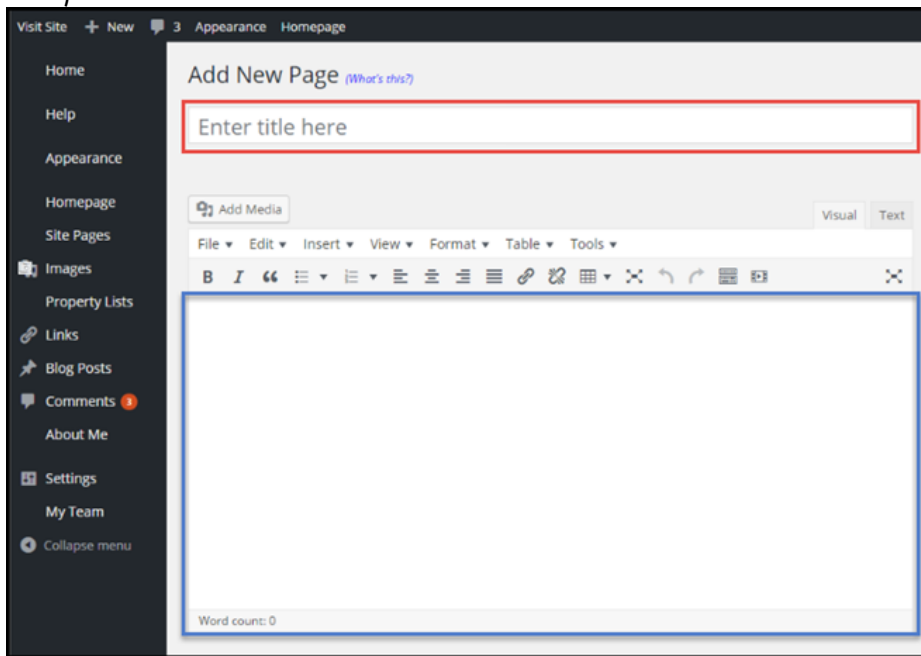 Visit Site + New 3 Appearance Homepage
Home
Help
Appearance
Homepage
Site Pages
Images
Property Lists
Links
Blog Posts
Comments 3
About Me
Settings
My Team
Collapse menu
Add New Page (What's this?)
Enter title here
Add Media
Visual Text
File Edit Insert View Format Table Tools
B I “
Word count: 0